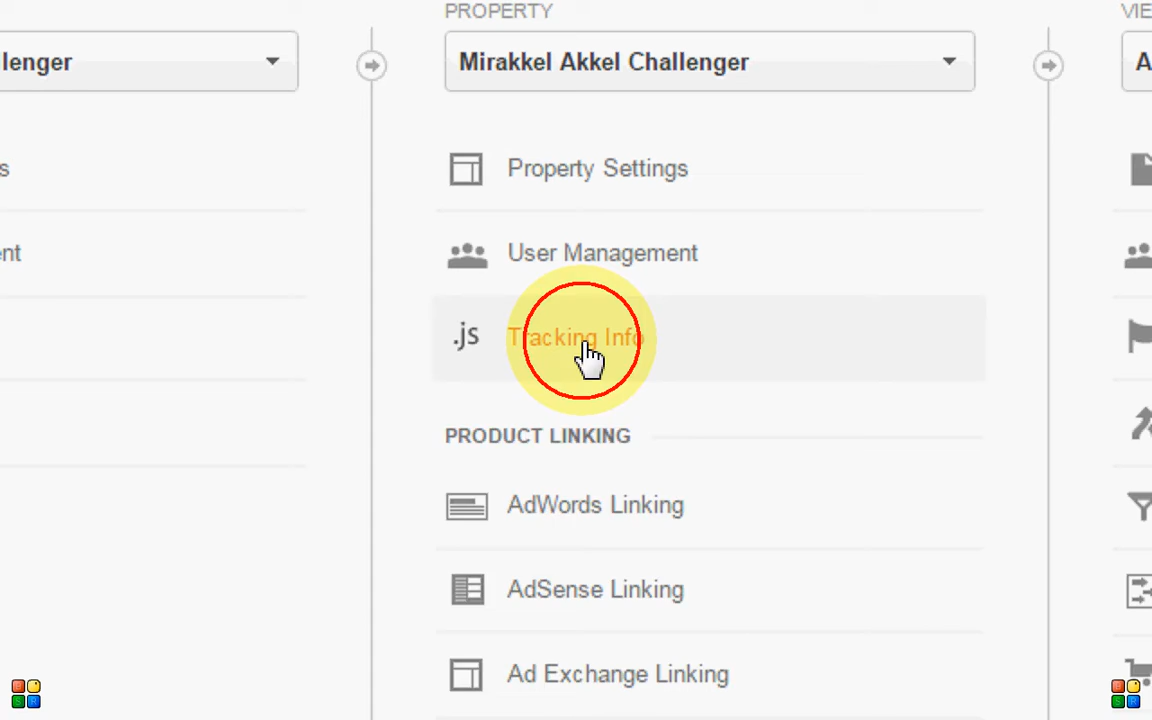 PROPERTY
VIE
lenger
Mirakkel Akkel Challenger
A
s
Property Settings
ent
User Management
.js Tracking Info
PRODUCT LINKING
AdWords Linking
AdSense Linking
Ad Exchange Linking